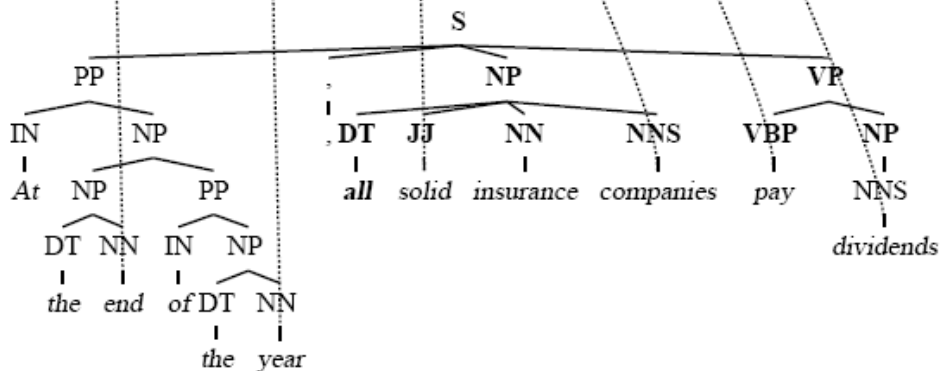 S
PP , NP VP
IN NP , DT JJ NN NNS VBP NP
At NP PP all solid insurance companies pay NNS
DT NN IN NP dividends
the end of DT NN
the year